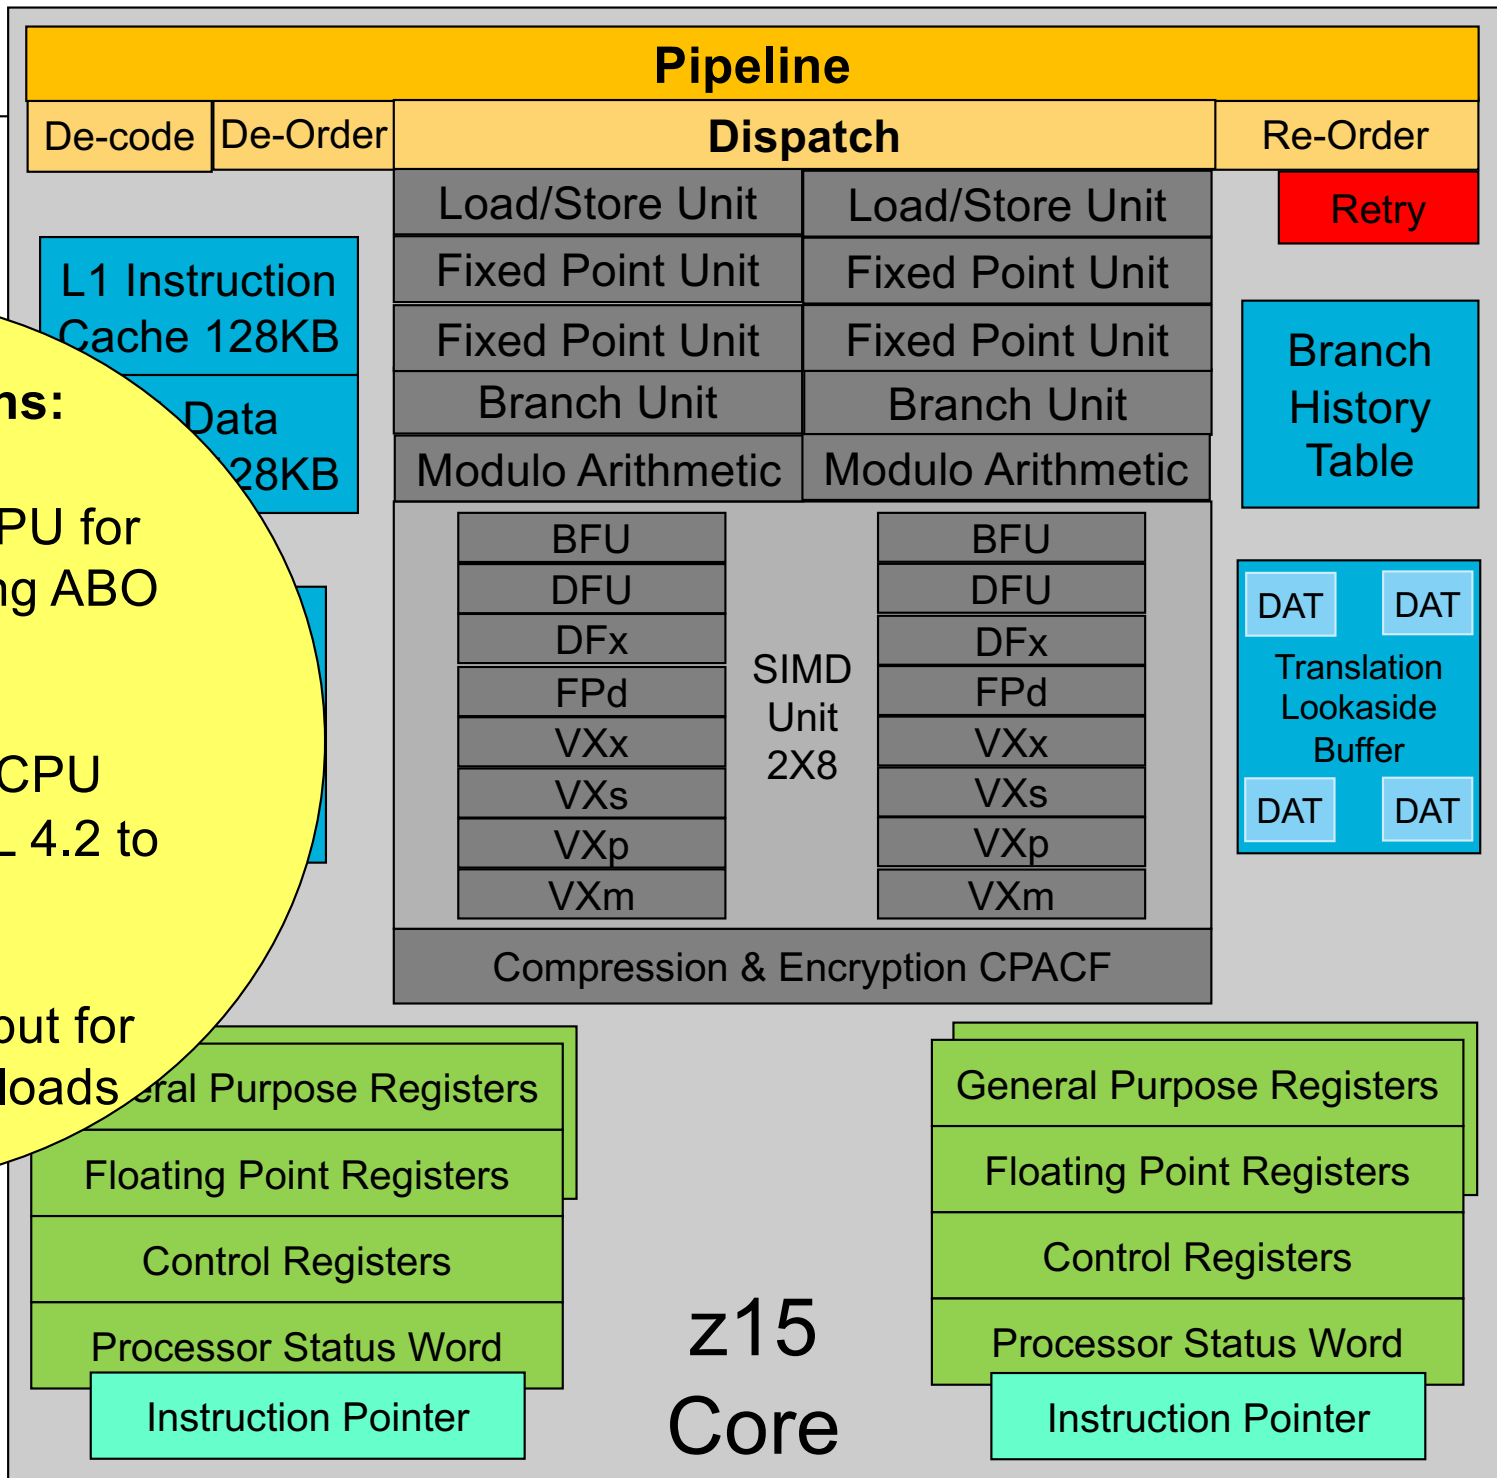 Pipeline
De-code
De-Order
Dispatch
Re-Order
Load/Store Unit
Load/Store Unit
Retry
Fixed Point Unit
Fixed Point Unit
Fixed Point Unit
Fixed Point Unit
Branch Unit
Branch Unit
Modulo Arithmetic
Modulo Arithmetic
L1 Instruction
Cache 128KB
Data
28KB
ns:
PU for
ng ABO
CPU
L 4.2 to
put for
loads
BFU
DFU
DFx
FPd
VXx
VXs
VXp
VXm
SIMD
Unit
2X8
BFU
DFU
DFx
FPd
VXx
VXs
VXp
VXm
Compression & Encryption CPACF
Branch
History
Table
DAT
DAT
Translation
Lookaside
Buffer
DAT
DAT
eral Purpose Registers
Floating Point Registers
Control Registers
Processor Status Word
Instruction Pointer
z15
Core
General Purpose Registers
Floating Point Registers
Control Registers
Processor Status Word
Instruction Pointer